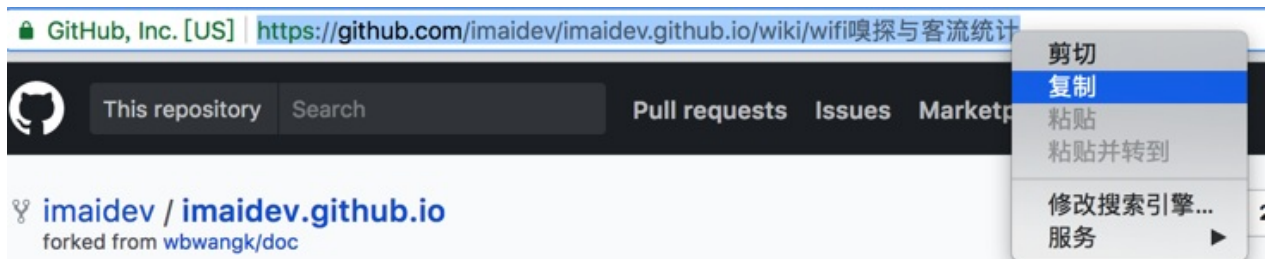 GitHub, Inc. [US] https://github.com/imaidev/imaidev.github.io/wiki/wifi嗅探与客流统计
剪切
复制
粘贴
粘贴并转到
修改搜索引擎...
服务
This repository Search Pull requests Issues Marketp
imaidev / imaidev.github.io
forked from wbwangk/doc